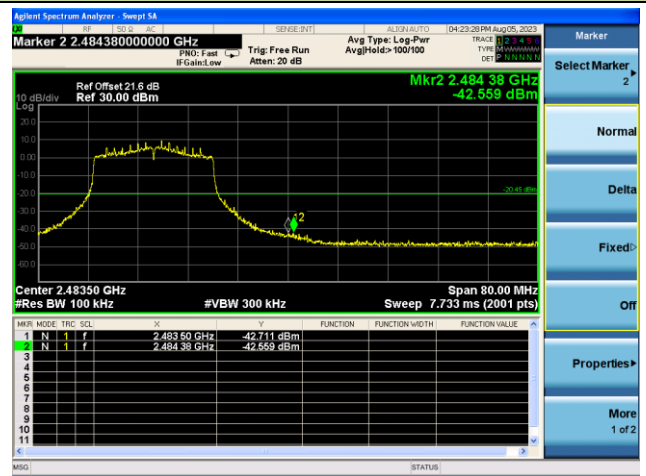 Agilent Spectrum Analyzer - Swept SA
RF 50 Ω AC SENSE:INT ALIGN AUTO 04:23:28 PM Aug 05, 2023
Marker 2 2.484380000000 GHz
PNO: Fast
IFGain:Low
Trig: Free Run
Atten: 20 dB
Avg Type: Log-Pwr
Avg|Hold:>100/100
TRACE 1 2 3 4 5 6
TYPE M
DET P N N N N N
Marker
Select Marker
2
Normal
Delta
Fixed
Off
Properties
More
1 of 2
Mkr2 2.484 38 GHz
-42.559 dBm
Ref Offset 21.6 dB
10 dB/div Ref 30.00 dBm
Log
20.0
10.0
0.00
-10.0
-20.0
-30.0
-40.0
-50.0
-60.0
-20.45 dBm
1 2
Center 2.48350 GHz Span 80.00 MHz
#Res BW 100 kHz #VBW 300 kHz Sweep 7.733 ms (2001 pts)
MKR MODE TRC SCL X Y FUNCTION FUNCTION WIDTH FUNCTION VALUE
1 N 1 f 2.483 50 GHz -42.711 dBm
2 N 1 f 2.484 38 GHz -42.559 dBm
3
4
5
6
7
8
9
10
11
MSG STATUS